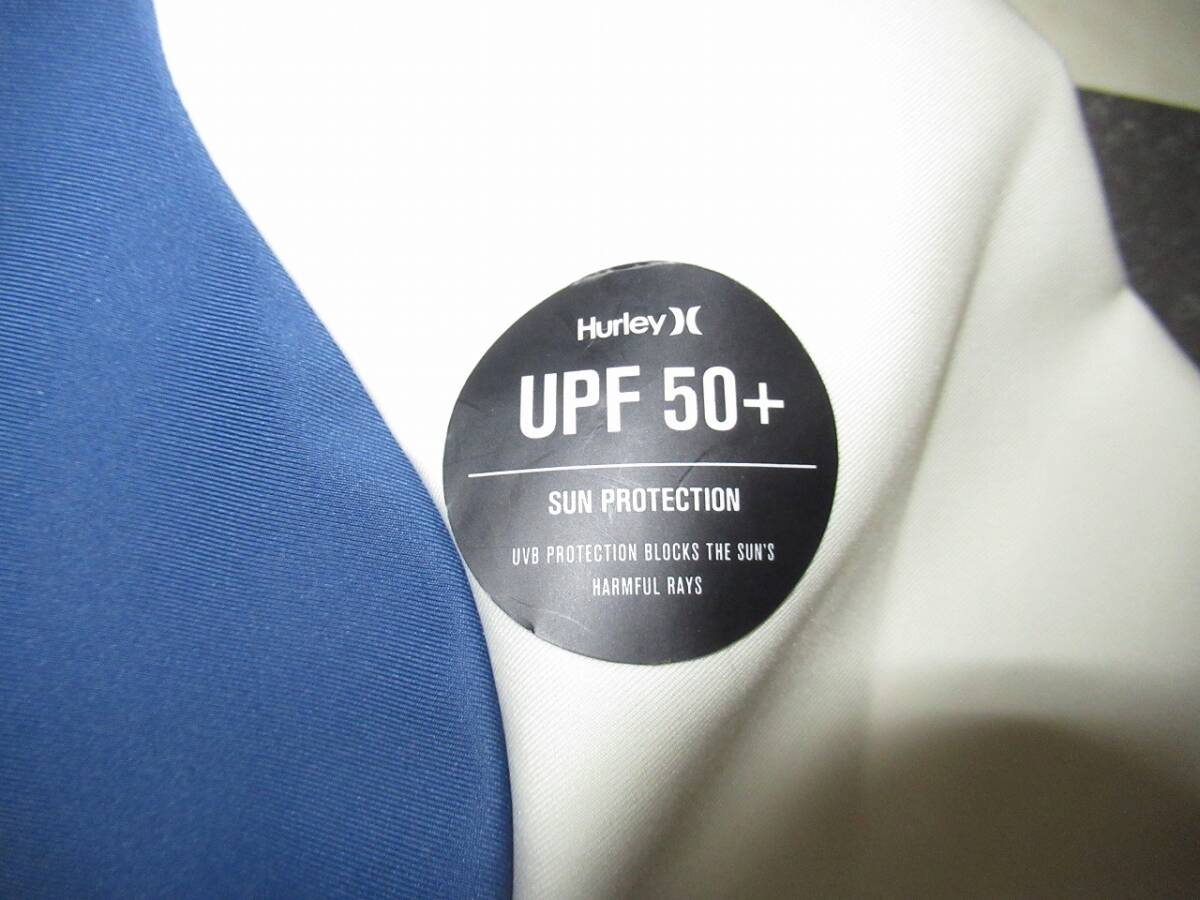 Hurley
UPF 50+
SUN PROTECTION
UVB PROTECTION BLOCKS THE SUN'S
HARMFUL RAYS